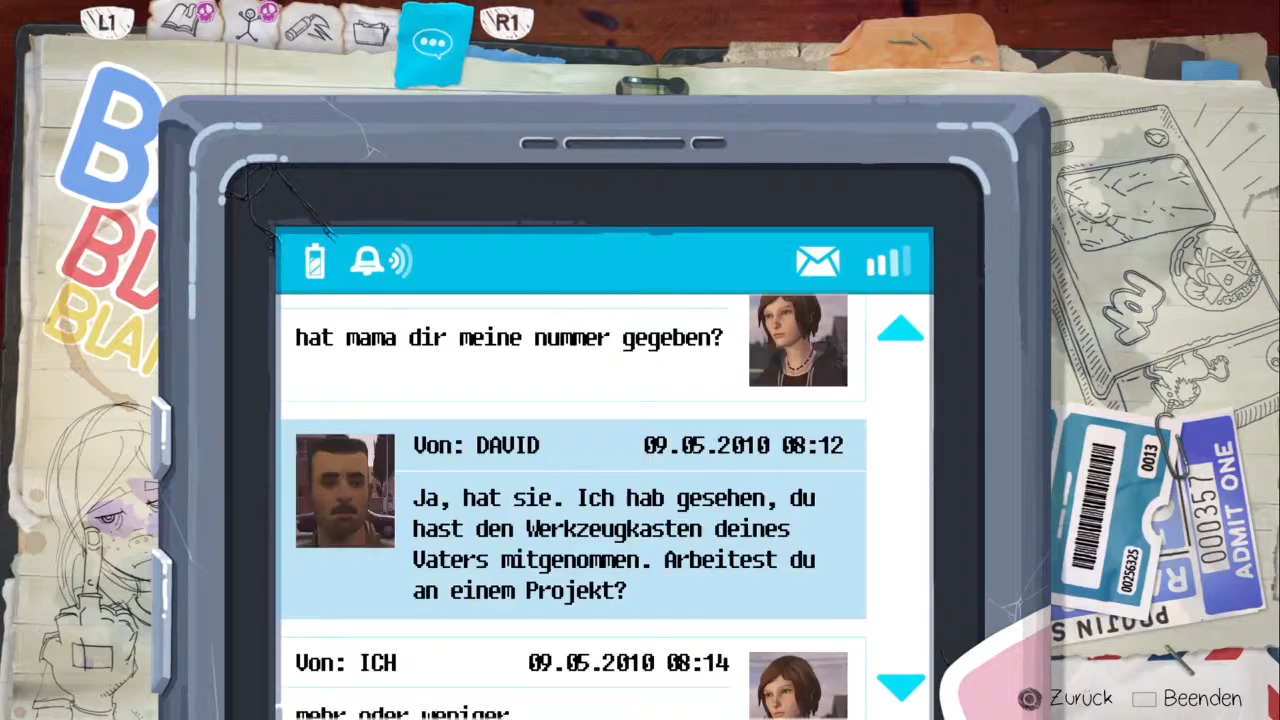 L1
R1
hat mama dir meine nummer gegeben?
Von: DAVID 09.05.2010 08:12
Ja, hat sie. Ich hab gesehen, du
hast den Werkzeugkasten deines
Vaters mitgenommen. Arbeitest du
an einem Projekt?
Von: ICH 09.05.2010 08:14
mehr oder weniger
0013
00256325
000357
ADMIT ONE
Zurück
Beenden